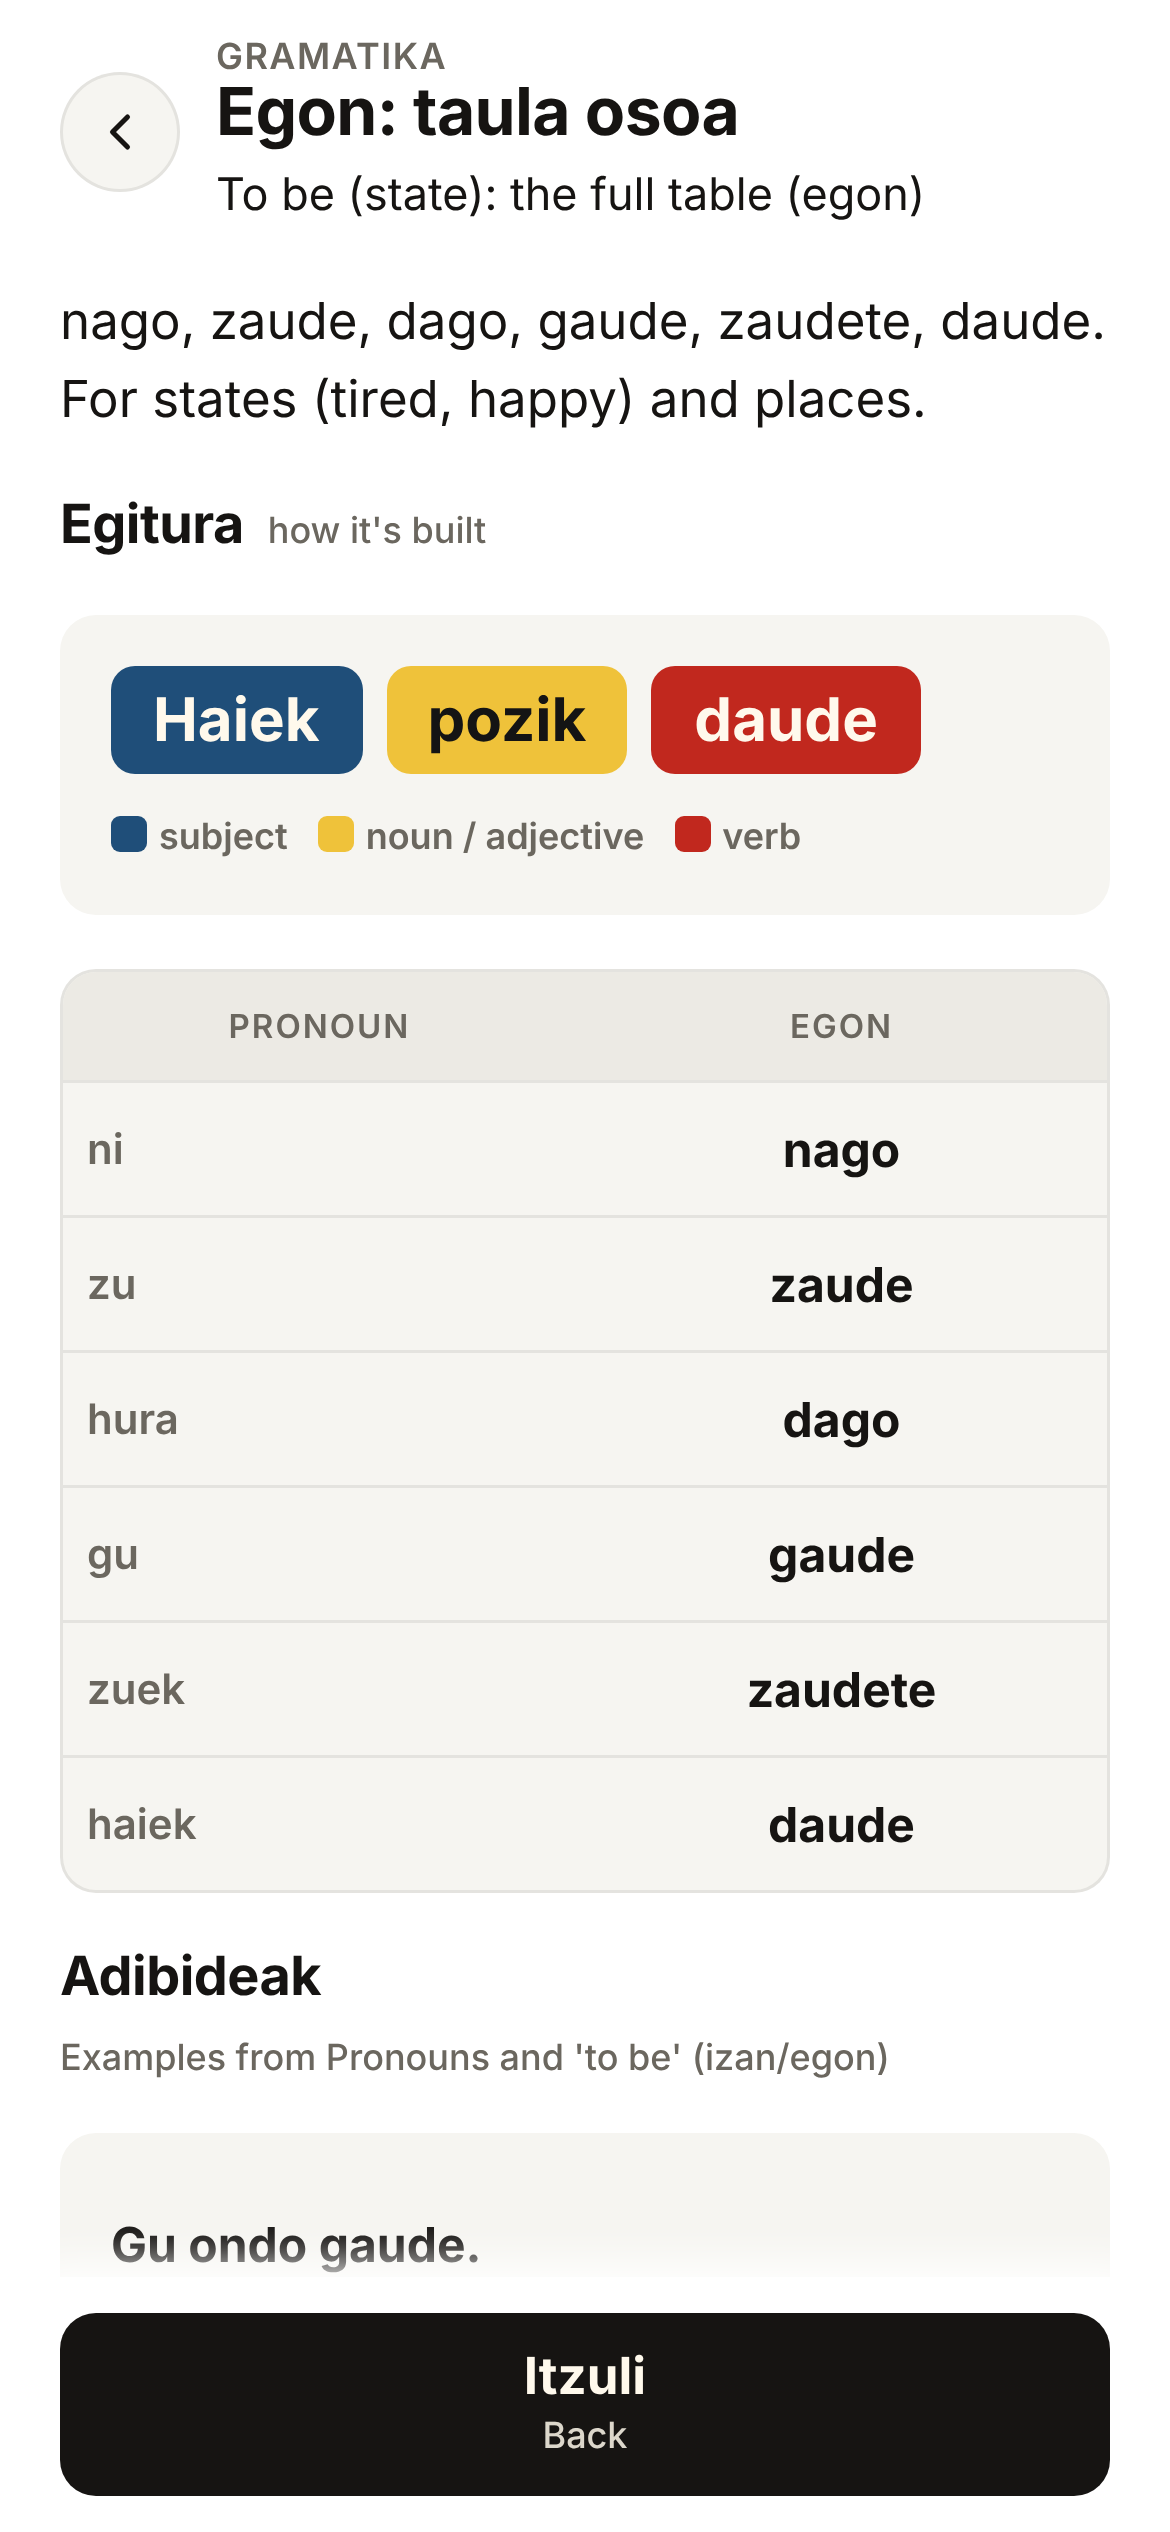 GRAMATIKA
Egon: taula osoa
To be (state): the full table (egon)
nago, zaude, dago, gaude, zaudete, daude.
For states (tired, happy) and places.
Egitura how it's built
Haiek pozik daude
subject noun / adjective verb
PRONOUN EGON
ni nago
zu zaude
hura dago
gu gaude
zuek zaudete
haiek daude
Adibideak
Examples from Pronouns and 'to be' (izan/egon)
Gu ondo gaude.
Itzuli
Back